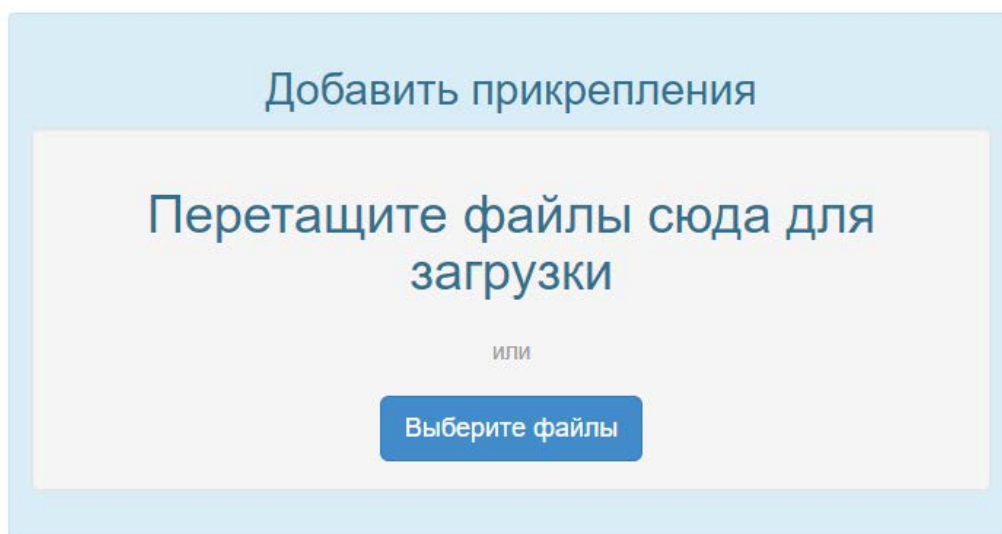 Добавить прикрепления
Перетащите файлы сюда для
загрузки
или
Выберите файлы